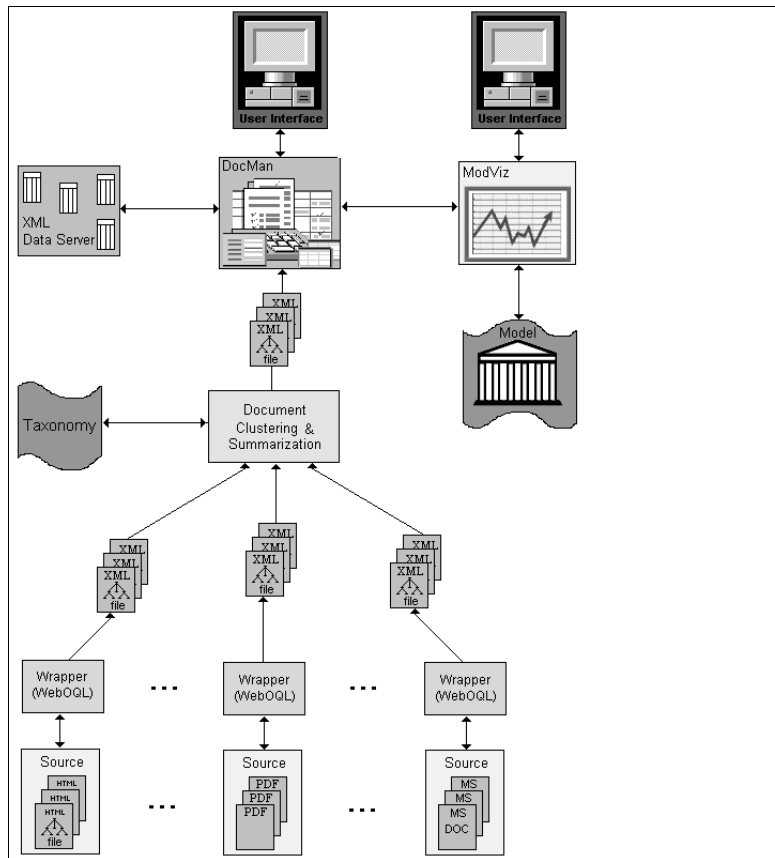 User Interface
User Interface
DocMan
ModViz
XML
Data Server
XML
XML
XML
file
Model
Taxonomy
Document
Clustering &
Summarization
XML
XML
XML
file
XML
XML
XML
file
XML
XML
XML
file
Wrapper
(WebOQL)
...
Wrapper
(WebOQL)
...
Wrapper
(WebOQL)
Source
HTML
HTML
HTML
file
...
Source
PDF
PDF
PDF
...
Source
MS
MS
MS
DOC